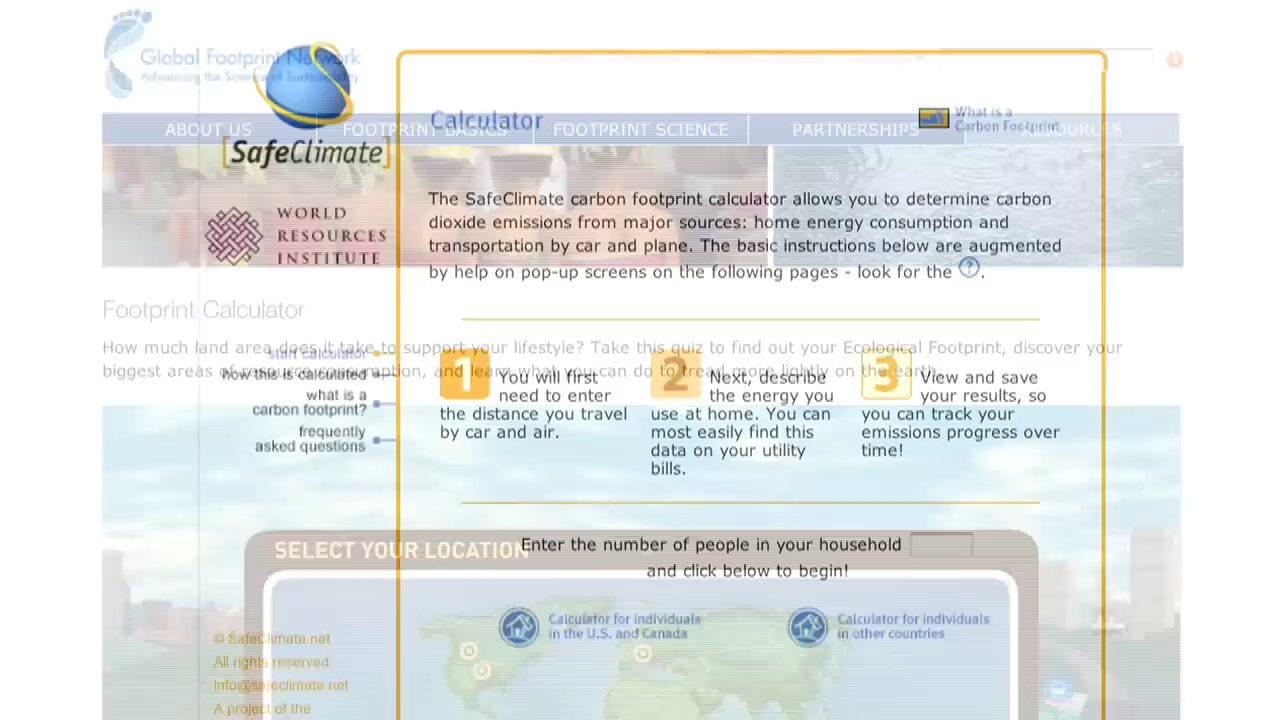 Global Footprint Network
Advancing the Science of Sustainability
ABOUT US
FOOTPRINT BASICS
FOOTPRINT SCIENCE
PARTNERSHIPS
Calculator
What is a
Carbon Footprint
[SafeClimate]
WORLD
RESOURCES
INSTITUTE
The SafeClimate carbon footprint calculator allows you to determine carbon
dioxide emissions from major sources: home energy consumption and
transportation by car and plane. The basic instructions below are augmented
by help on pop-up screens on the following pages - look for the ?.
Footprint Calculator
How much land area does it take to support your lifestyle? Take this quiz to find out your Ecological Footprint, discover your
biggest areas of resource consumption, and learn what you can do to tread more lightly on the earth.
start calculator
how this is calculated
what is a
carbon footprint?
frequently
asked questions
1 You will first
need to enter
the distance you travel
by car and air.
2 Next, describe
the energy you
use at home. You can
most easily find this
data on your utility
bills.
3 View and save
your results, so
you can track your
emissions progress over
time!
SELECT YOUR LOCATION
Enter the number of people in your household
and click below to begin!
Calculator for individuals
in the U.S. and Canada
Calculator for individuals
in other countries
© SafeClimate.net
All rights reserved.
Info@safeclimate.net
A project of the